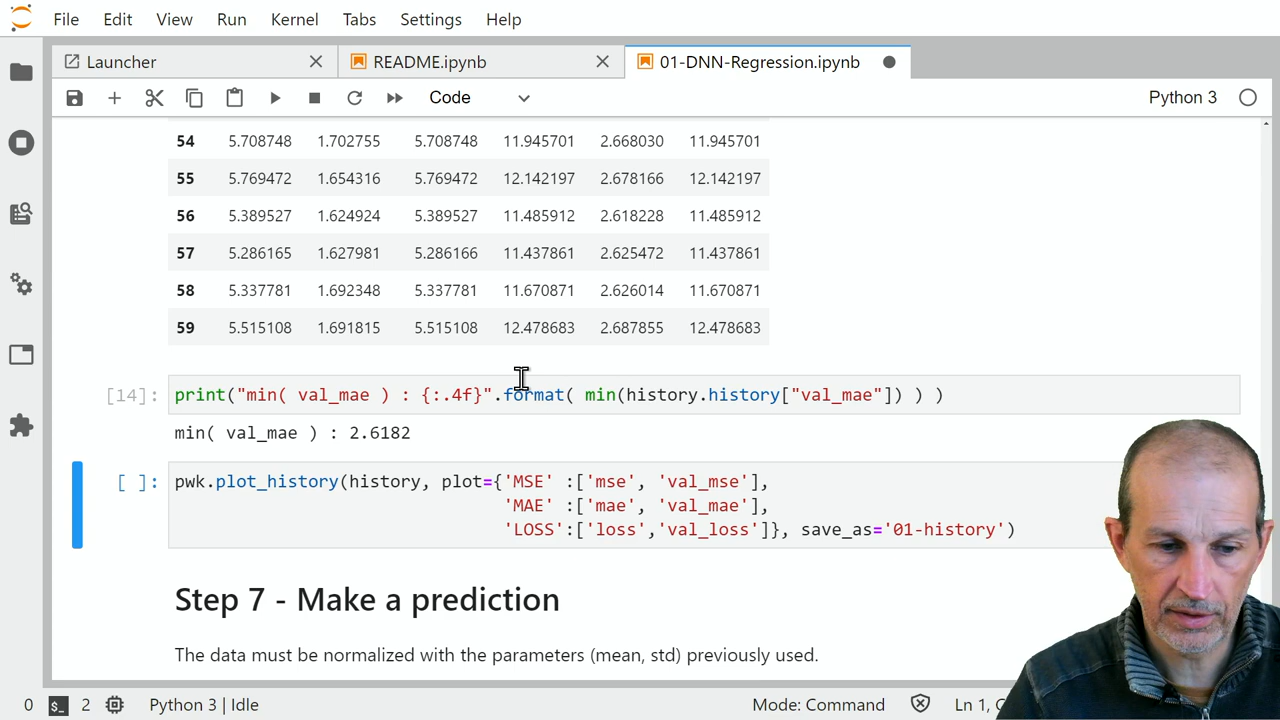 File Edit View Run Kernel Tabs Settings Help
Launcher README.ipynb 01-DNN-Regression.ipynb
Code Python 3
54 5.708748 1.702755 5.708748 11.945701 2.668030 11.945701
55 5.769472 1.654316 5.769472 12.142197 2.678166 12.142197
56 5.389527 1.624924 5.389527 11.485912 2.618228 11.485912
57 5.286165 1.627981 5.286166 11.437861 2.625472 11.437861
58 5.337781 1.692348 5.337781 11.670871 2.626014 11.670871
59 5.515108 1.691815 5.515108 12.478683 2.687855 12.478683
[14]: print("min( val_mae ) : {:.4f}".format( min(history.history["val_mae"]) ) )
min( val_mae ) : 2.6182
[ ]: pwk.plot_history(history, plot={'MSE' :['mse', 'val_mse'],
'MAE' :['mae', 'val_mae'],
'LOSS':['loss','val_loss']}, save_as='01-history')
Step 7 - Make a prediction
The data must be normalized with the parameters (mean, std) previously used.
0 $_ 2 Python 3 | Idle Mode: Command Ln 1,